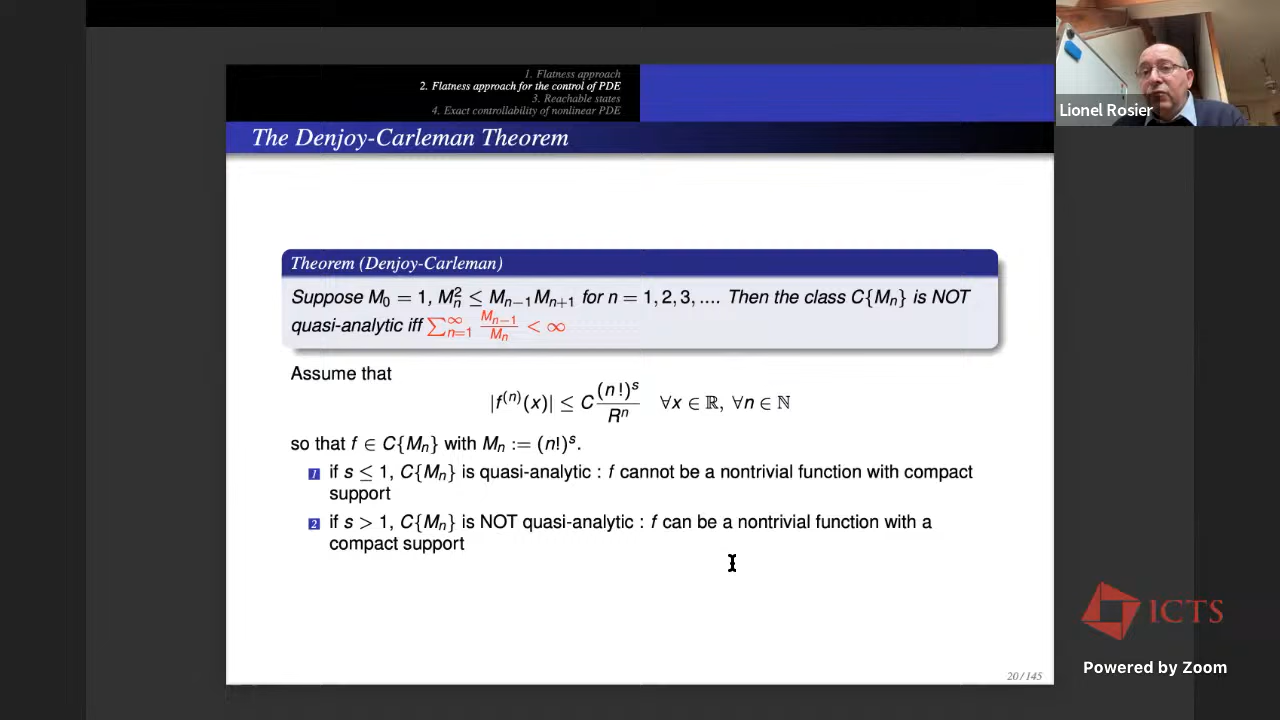 1. Flatness approach
2. Flatness approach for the control of PDE
3. Reachable states
4. Exact controllability of nonlinear PDE
Lionel Rosier
The Denjoy-Carleman Theorem
Theorem (Denjoy-Carleman)
Suppose M₀ = 1, Mₙ² ≤ Mₙ₋₁Mₙ₊₁ for n = 1, 2, 3, .... Then the class C{Mₙ} is NOT
quasi-analytic iff ∑ₙ₌₁^∞ Mₙ₋₁/Mₙ < ∞
Assume that
|f⁽ⁿ⁾(x)| ≤ C (n!)ˢ/Rⁿ ∀x ∈ ℝ, ∀n ∈ ℕ
so that f ∈ C{Mₙ} with Mₙ := (n!)ˢ.
1 if s ≤ 1, C{Mₙ} is quasi-analytic : f cannot be a nontrivial function with compact
support
2 if s > 1, C{Mₙ} is NOT quasi-analytic : f can be a nontrivial function with a
compact support
ICTS
Powered by Zoom
20 / 145